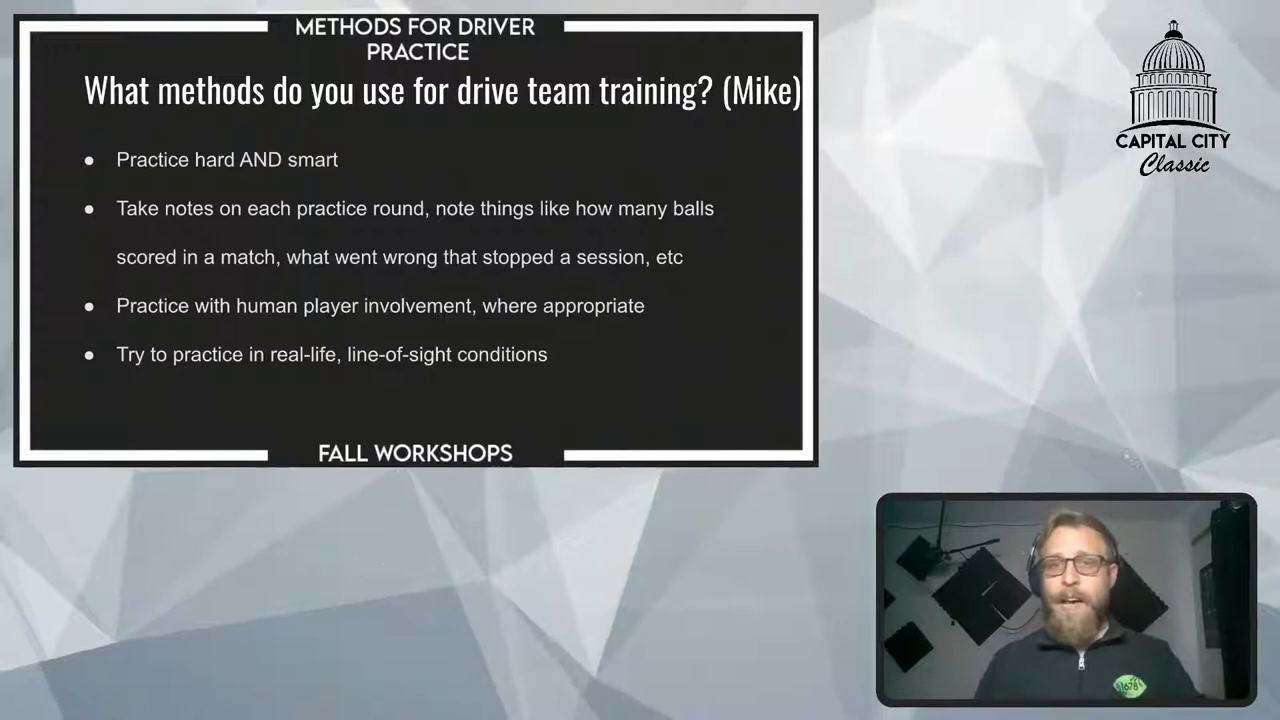 METHODS FOR DRIVER
PRACTICE
What methods do you use for drive team training? (Mike)
● Practice hard AND smart
● Take notes on each practice round, note things like how many balls
scored in a match, what went wrong that stopped a session, etc
● Practice with human player involvement, where appropriate
● Try to practice in real-life, line-of-sight conditions
FALL WORKSHOPS
CAPITAL CITY
Classic
1678